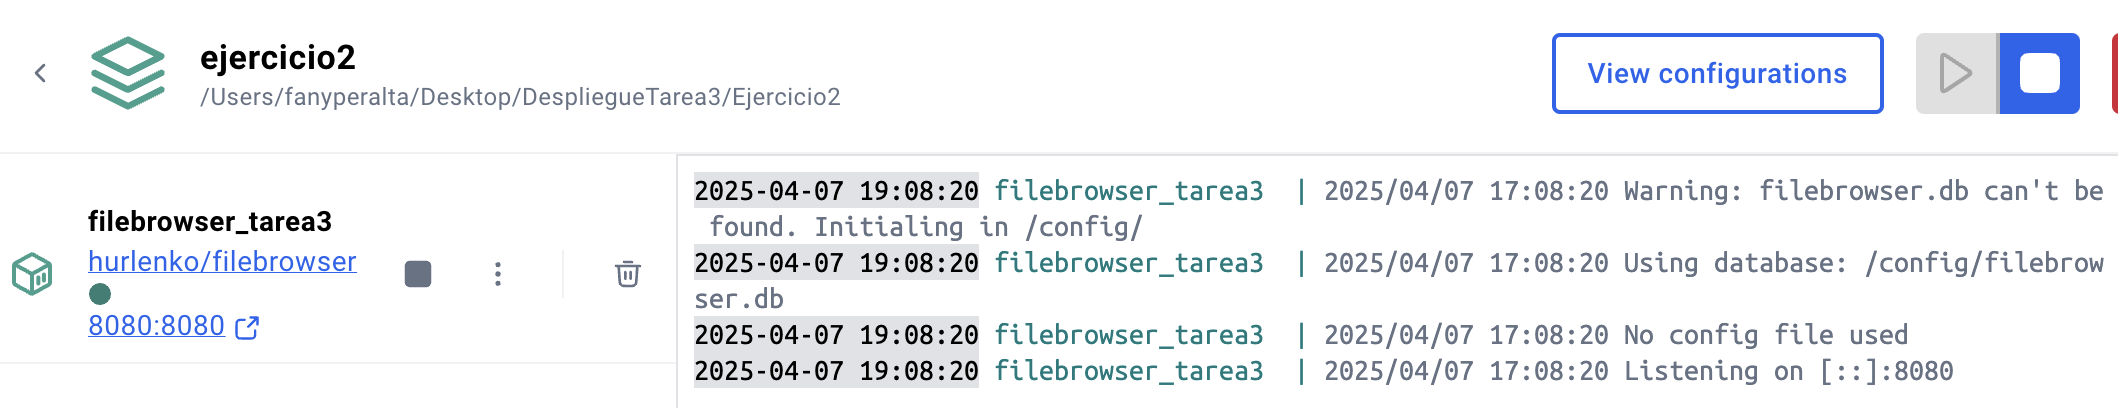 ejercicio2
/Users/fanyperalta/Desktop/DespliegueTarea3/Ejercicio2
View configurations
filebrowser_tarea3
hurlenko/filebrowser
8080:8080
2025-04-07 19:08:20 filebrowser_tarea3 | 2025/04/07 17:08:20 Warning: filebrowser.db can't be
found. Initialing in /config/
2025-04-07 19:08:20 filebrowser_tarea3 | 2025/04/07 17:08:20 Using database: /config/filebrow
ser.db
2025-04-07 19:08:20 filebrowser_tarea3 | 2025/04/07 17:08:20 No config file used
2025-04-07 19:08:20 filebrowser_tarea3 | 2025/04/07 17:08:20 Listening on [::]:8080